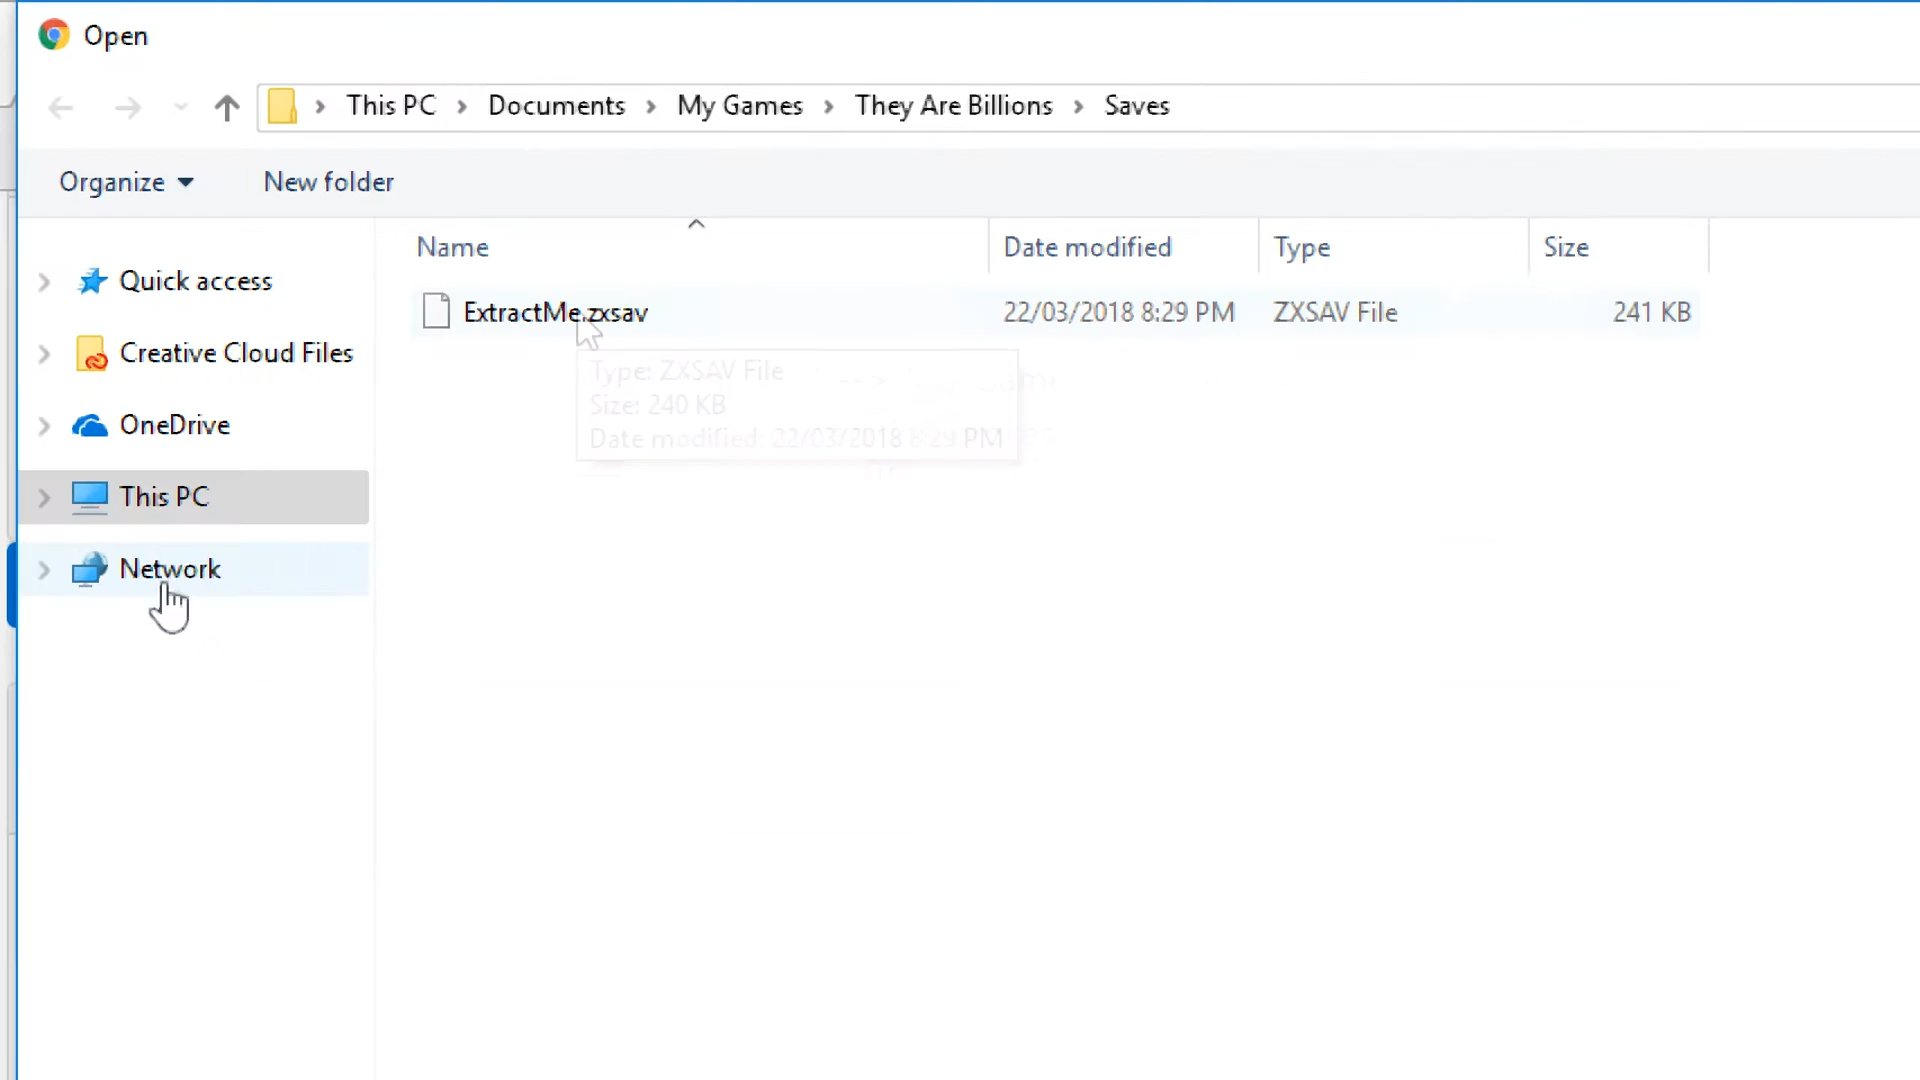 Open
This PC > Documents > My Games > They Are Billions > Saves
Organize New folder
Name Date modified Type Size
ExtractMe.zxsav 22/03/2018 8:29 PM ZXSAV File 241 KB
Type: ZXSAV File
Size: 240 KB
Date modified: 22/03/2018 8:29 PM
Quick access
Creative Cloud Files
OneDrive
This PC
Network